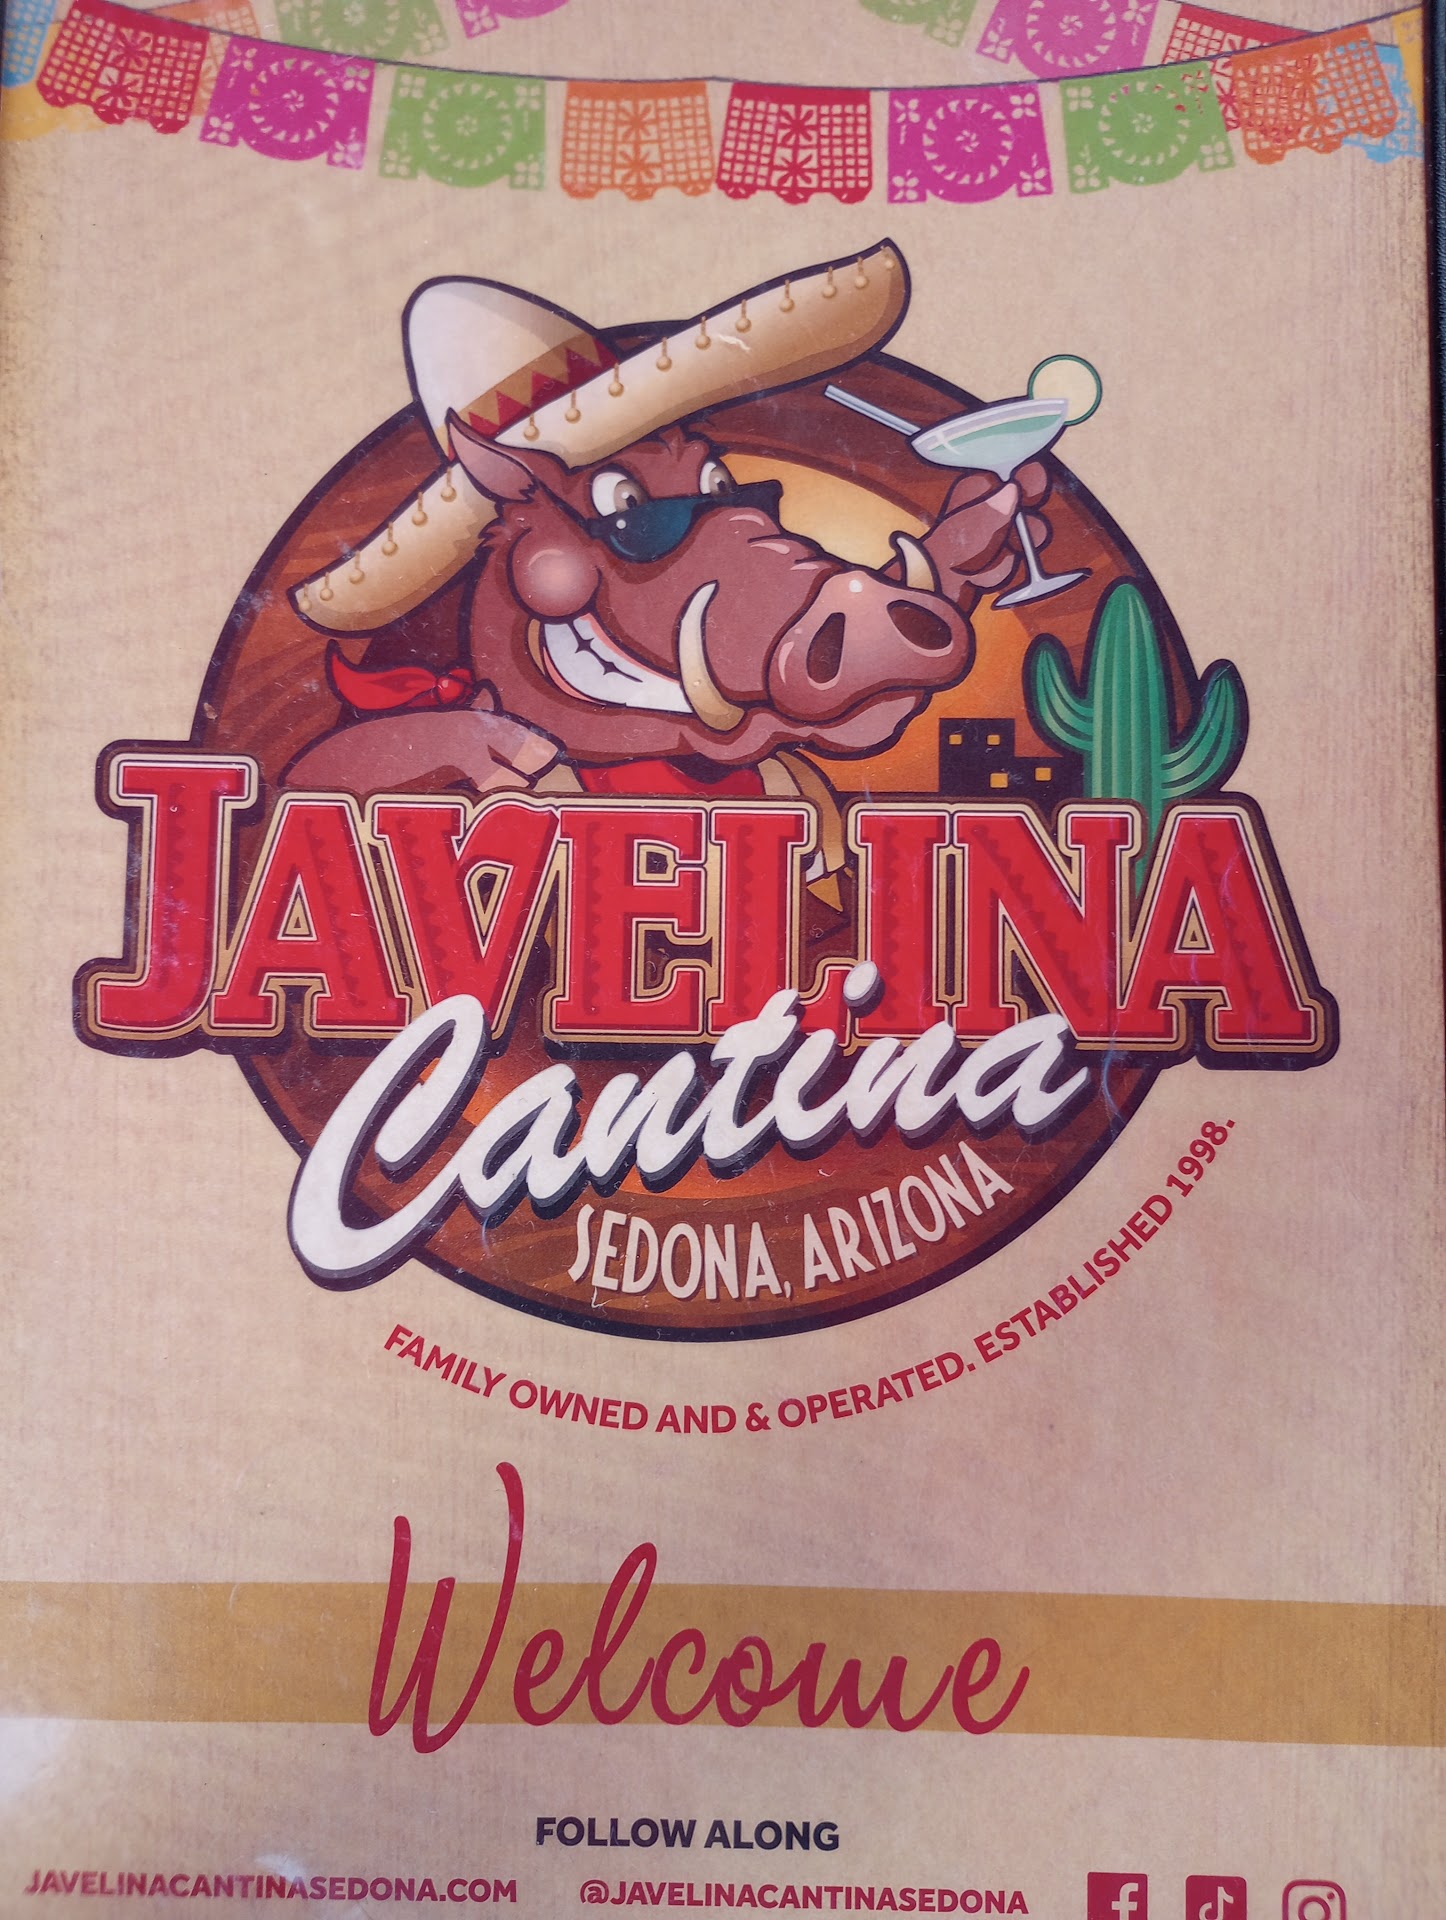 JAVELINA
Cantina
SEDONA, ARIZONA
FAMILY OWNED AND & OPERATED. ESTABLISHED 1998.
Welcome
FOLLOW ALONG
JAVELINACANTINASEDONA.COM @JAVELINACANTINASEDONA